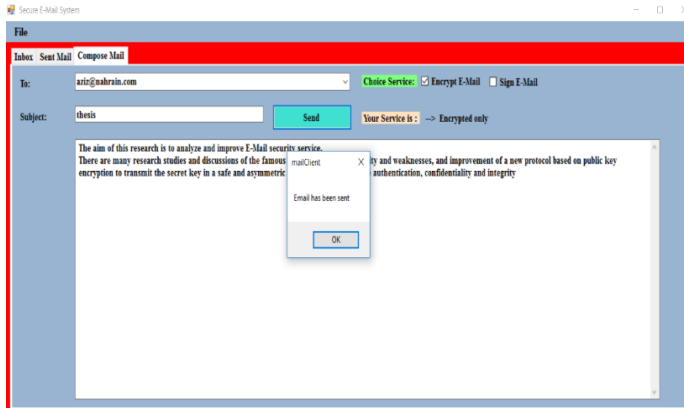 Secure E-Mail System
File
Inbox Sent Mail Compose Mail
To: aziz@nahrain.com Choice Service: Encrypt E-Mail Sign E-Mail
Subject: thesis Send Your Service is : --> Encrypted only
The aim of this research is to analyze and improve E-Mail security service.
There are many research studies and discussions of the famous ty and weaknesses, and improvement of a new protocol based on public key
encryption to transmit the secret key in a safe and asymmetric authentication, confidentiality and integrity
mailClient X
Email has been sent
OK